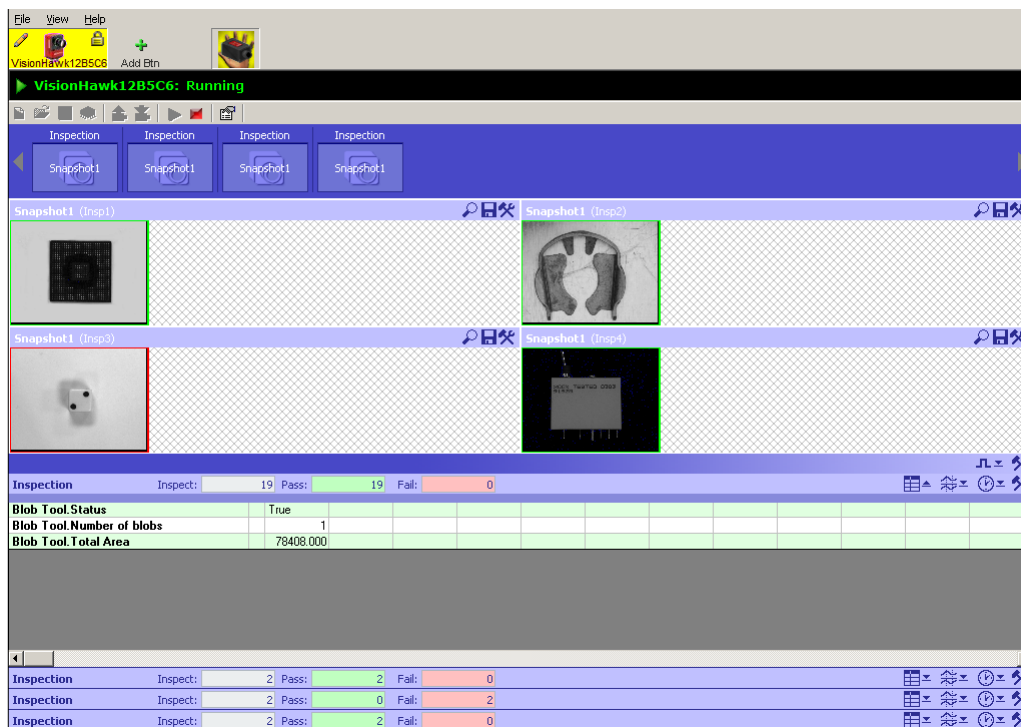 File View Help
VisionHawk12B5C6 Add Btn
VisionHawk12B5C6: Running
Inspection Inspection Inspection Inspection
Snapshot1 Snapshot1 Snapshot1 Snapshot1
Snapshot1 (Insp1) Snapshot1 (Insp2)
Snapshot1 (Insp3) Snapshot1 (Insp4)
Inspection Inspect: 19 Pass: 19 Fail: 0
Blob Tool.Status True
Blob Tool.Number of blobs 1
Blob Tool.Total Area 78408.000
Inspection Inspect: 2 Pass: 2 Fail: 0
Inspection Inspect: 2 Pass: 0 Fail: 2
Inspection Inspect: 2 Pass: 2 Fail: 0